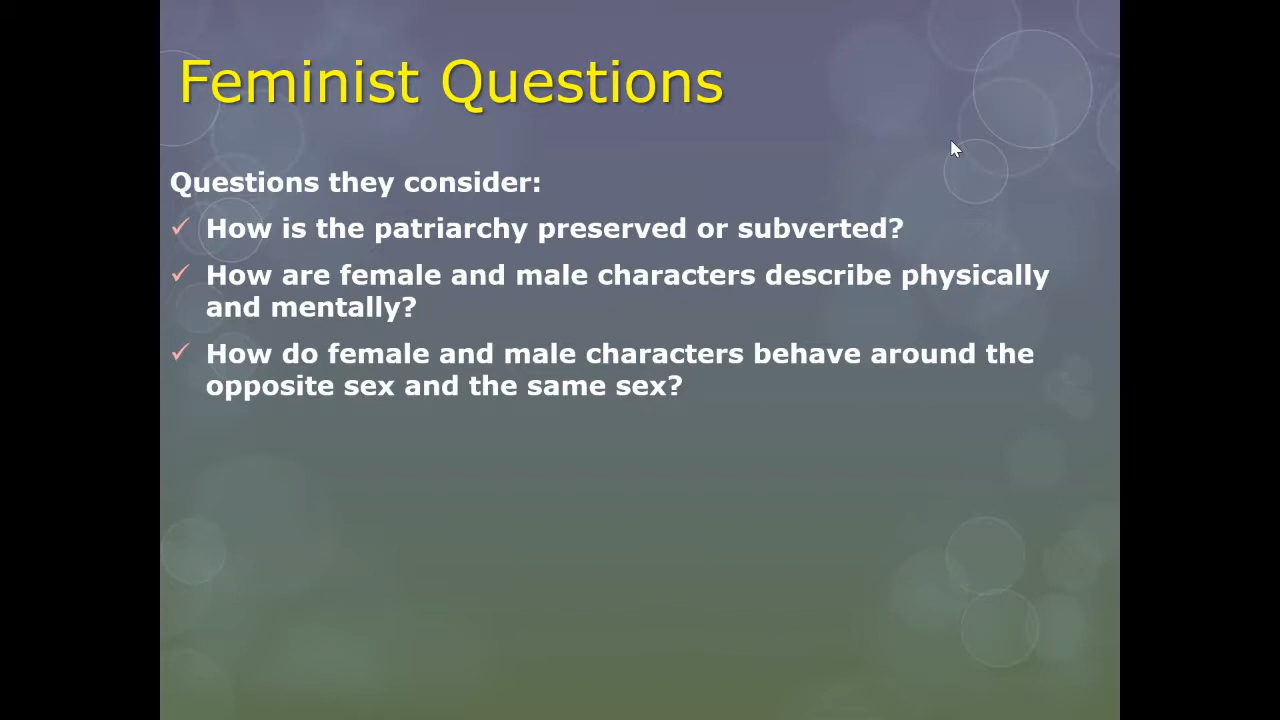 Feminist Questions
Questions they consider:
✓ How is the patriarchy preserved or subverted?
✓ How are female and male characters describe physically
and mentally?
✓ How do female and male characters behave around the
opposite sex and the same sex?